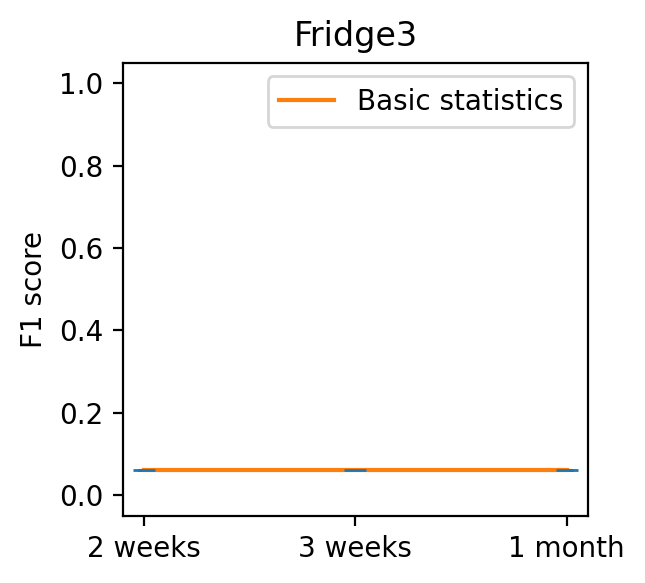 Fridge3
1.0
Basic statistics
0.8
0.6
F1 score
0.4
0.2
0.0
2 weeks
3 weeks
1 month